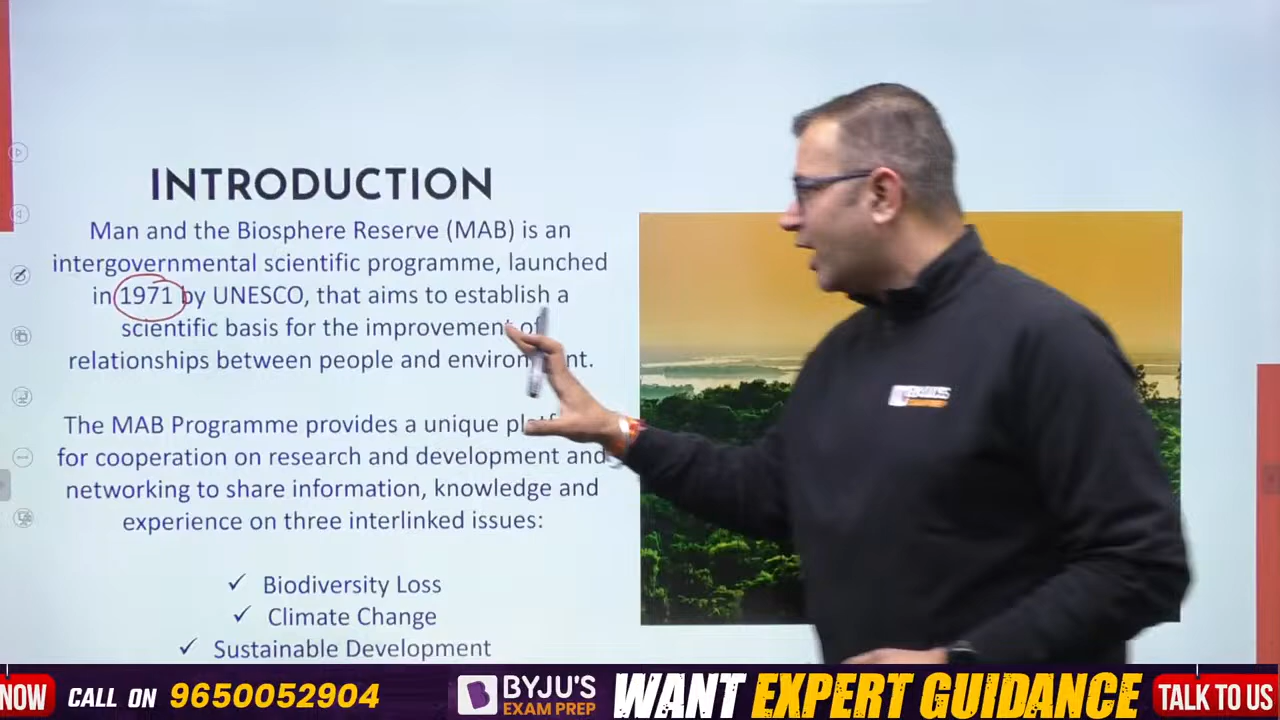 INTRODUCTION
Man and the Biosphere Reserve (MAB) is an
intergovernmental scientific programme, launched
in 1971 by UNESCO, that aims to establish a
scientific basis for the improvement of
relationships between people and
The MAB Programme provides a unique
for cooperation on research and development and
networking to share information, knowledge and
experience on three interlinked issues:
✓ Biodiversity Loss
✓ Climate Change
✓ Sustainable Development
NOW CALL ON 9650052904 BYJU'S EXAM PREP WANT EXPERT GUIDANCE TALK TO US